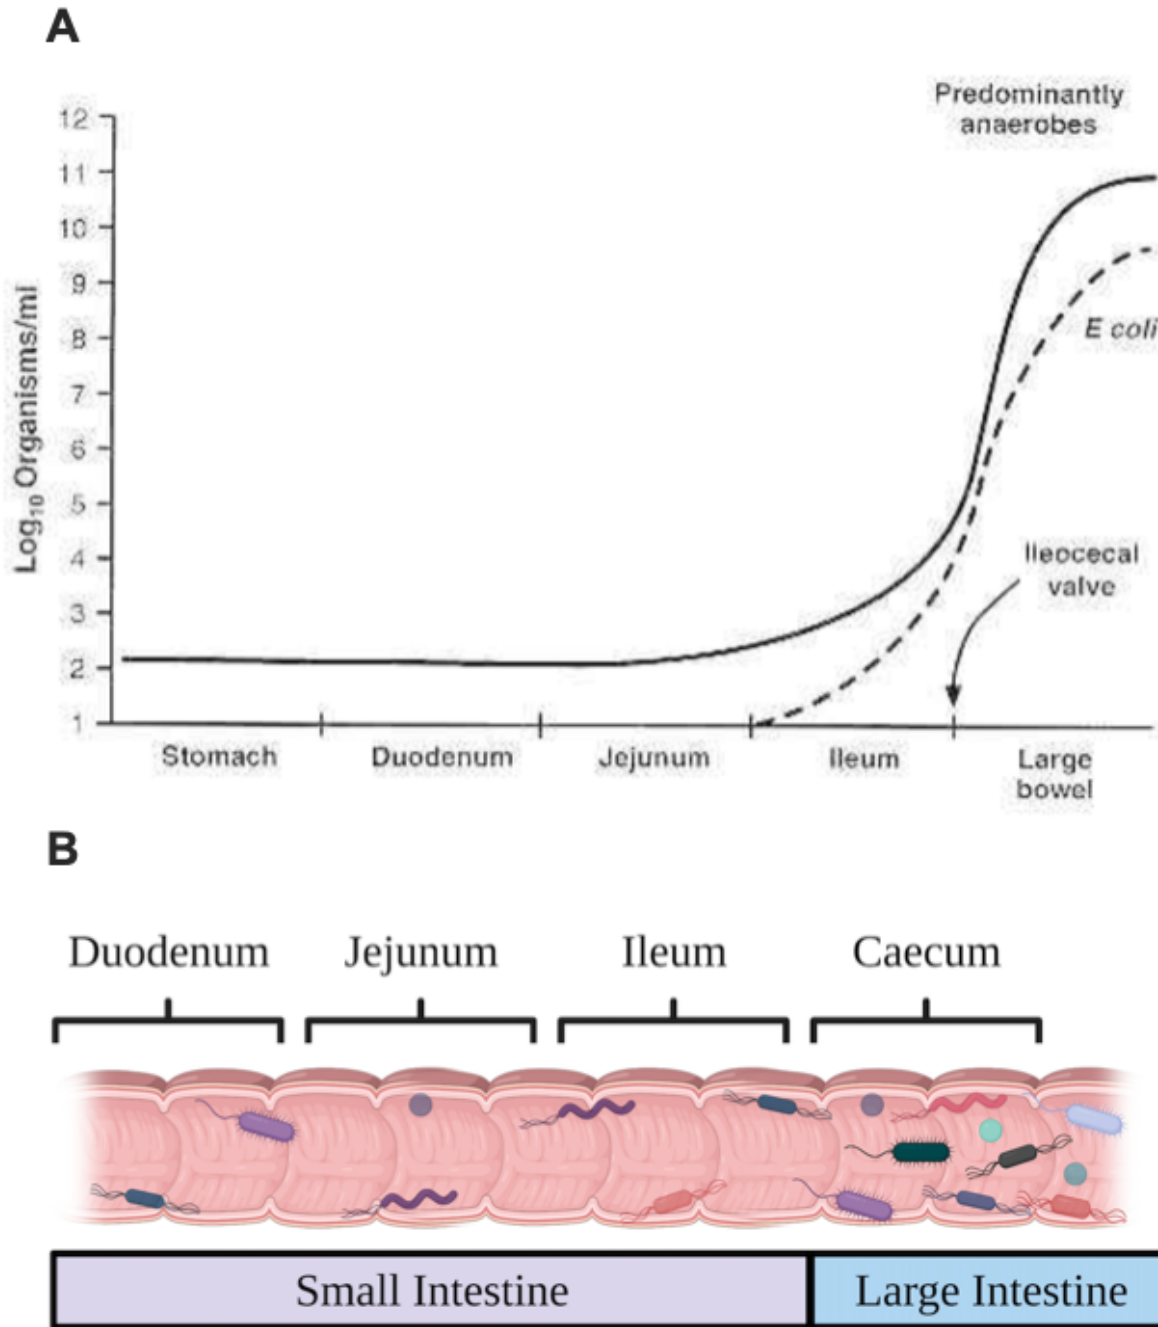 A
Predominantly
anaerobes
12
11
10
9
8
7
6
5
4
3
2
1
Log10 Organisms/ml
E coli
Ileocecal
valve
Stomach
Duodenum
Jejunum
Ileum
Large
bowel
B
Duodenum
Jejunum
Ileum
Caecum
Small Intestine
Large Intestine